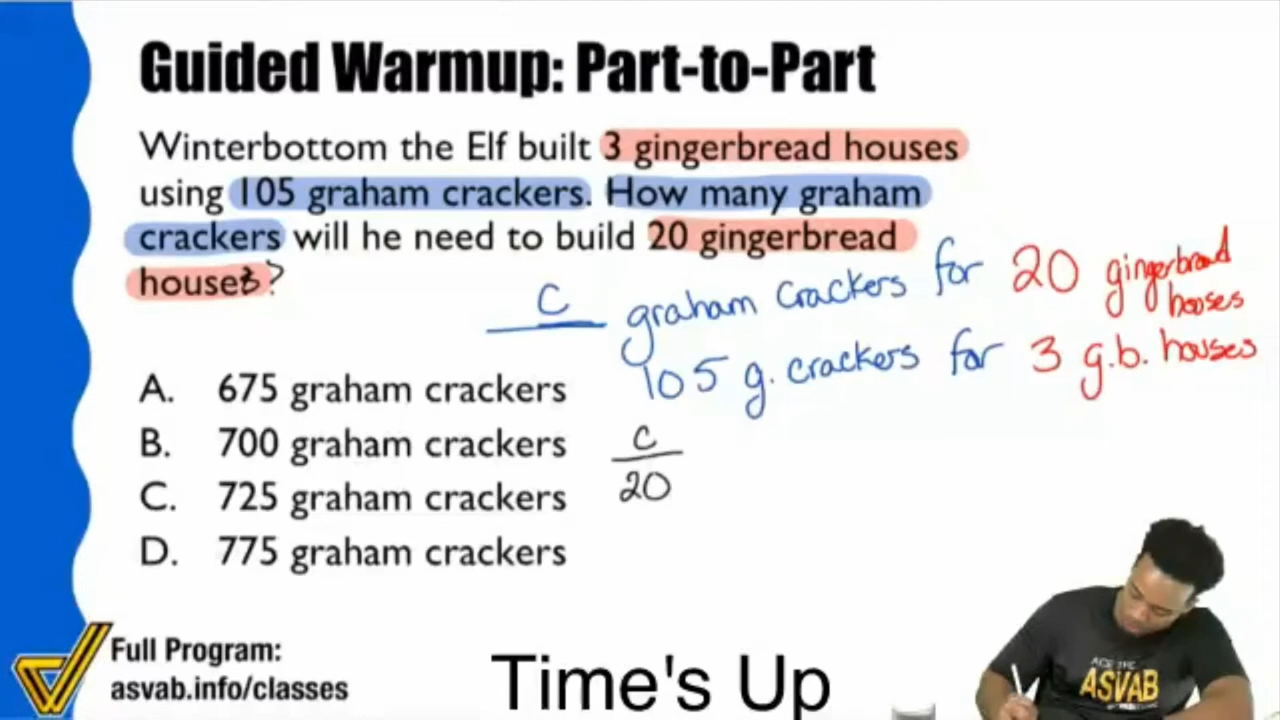 Guided Warmup: Part-to-Part
Winterbottom the Elf built 3 gingerbread houses
using 105 graham crackers. How many graham
crackers will he need to build 20 gingerbread
houses?
C graham crackers for 20 gingerbread
houses
105 g. crackers for 3 g.b. houses
A. 675 graham crackers
B. 700 graham crackers
C. 725 graham crackers
D. 775 graham crackers
C
20
Full Program:
asvab.info/classes
Time's Up
ACE THE
ASVAB